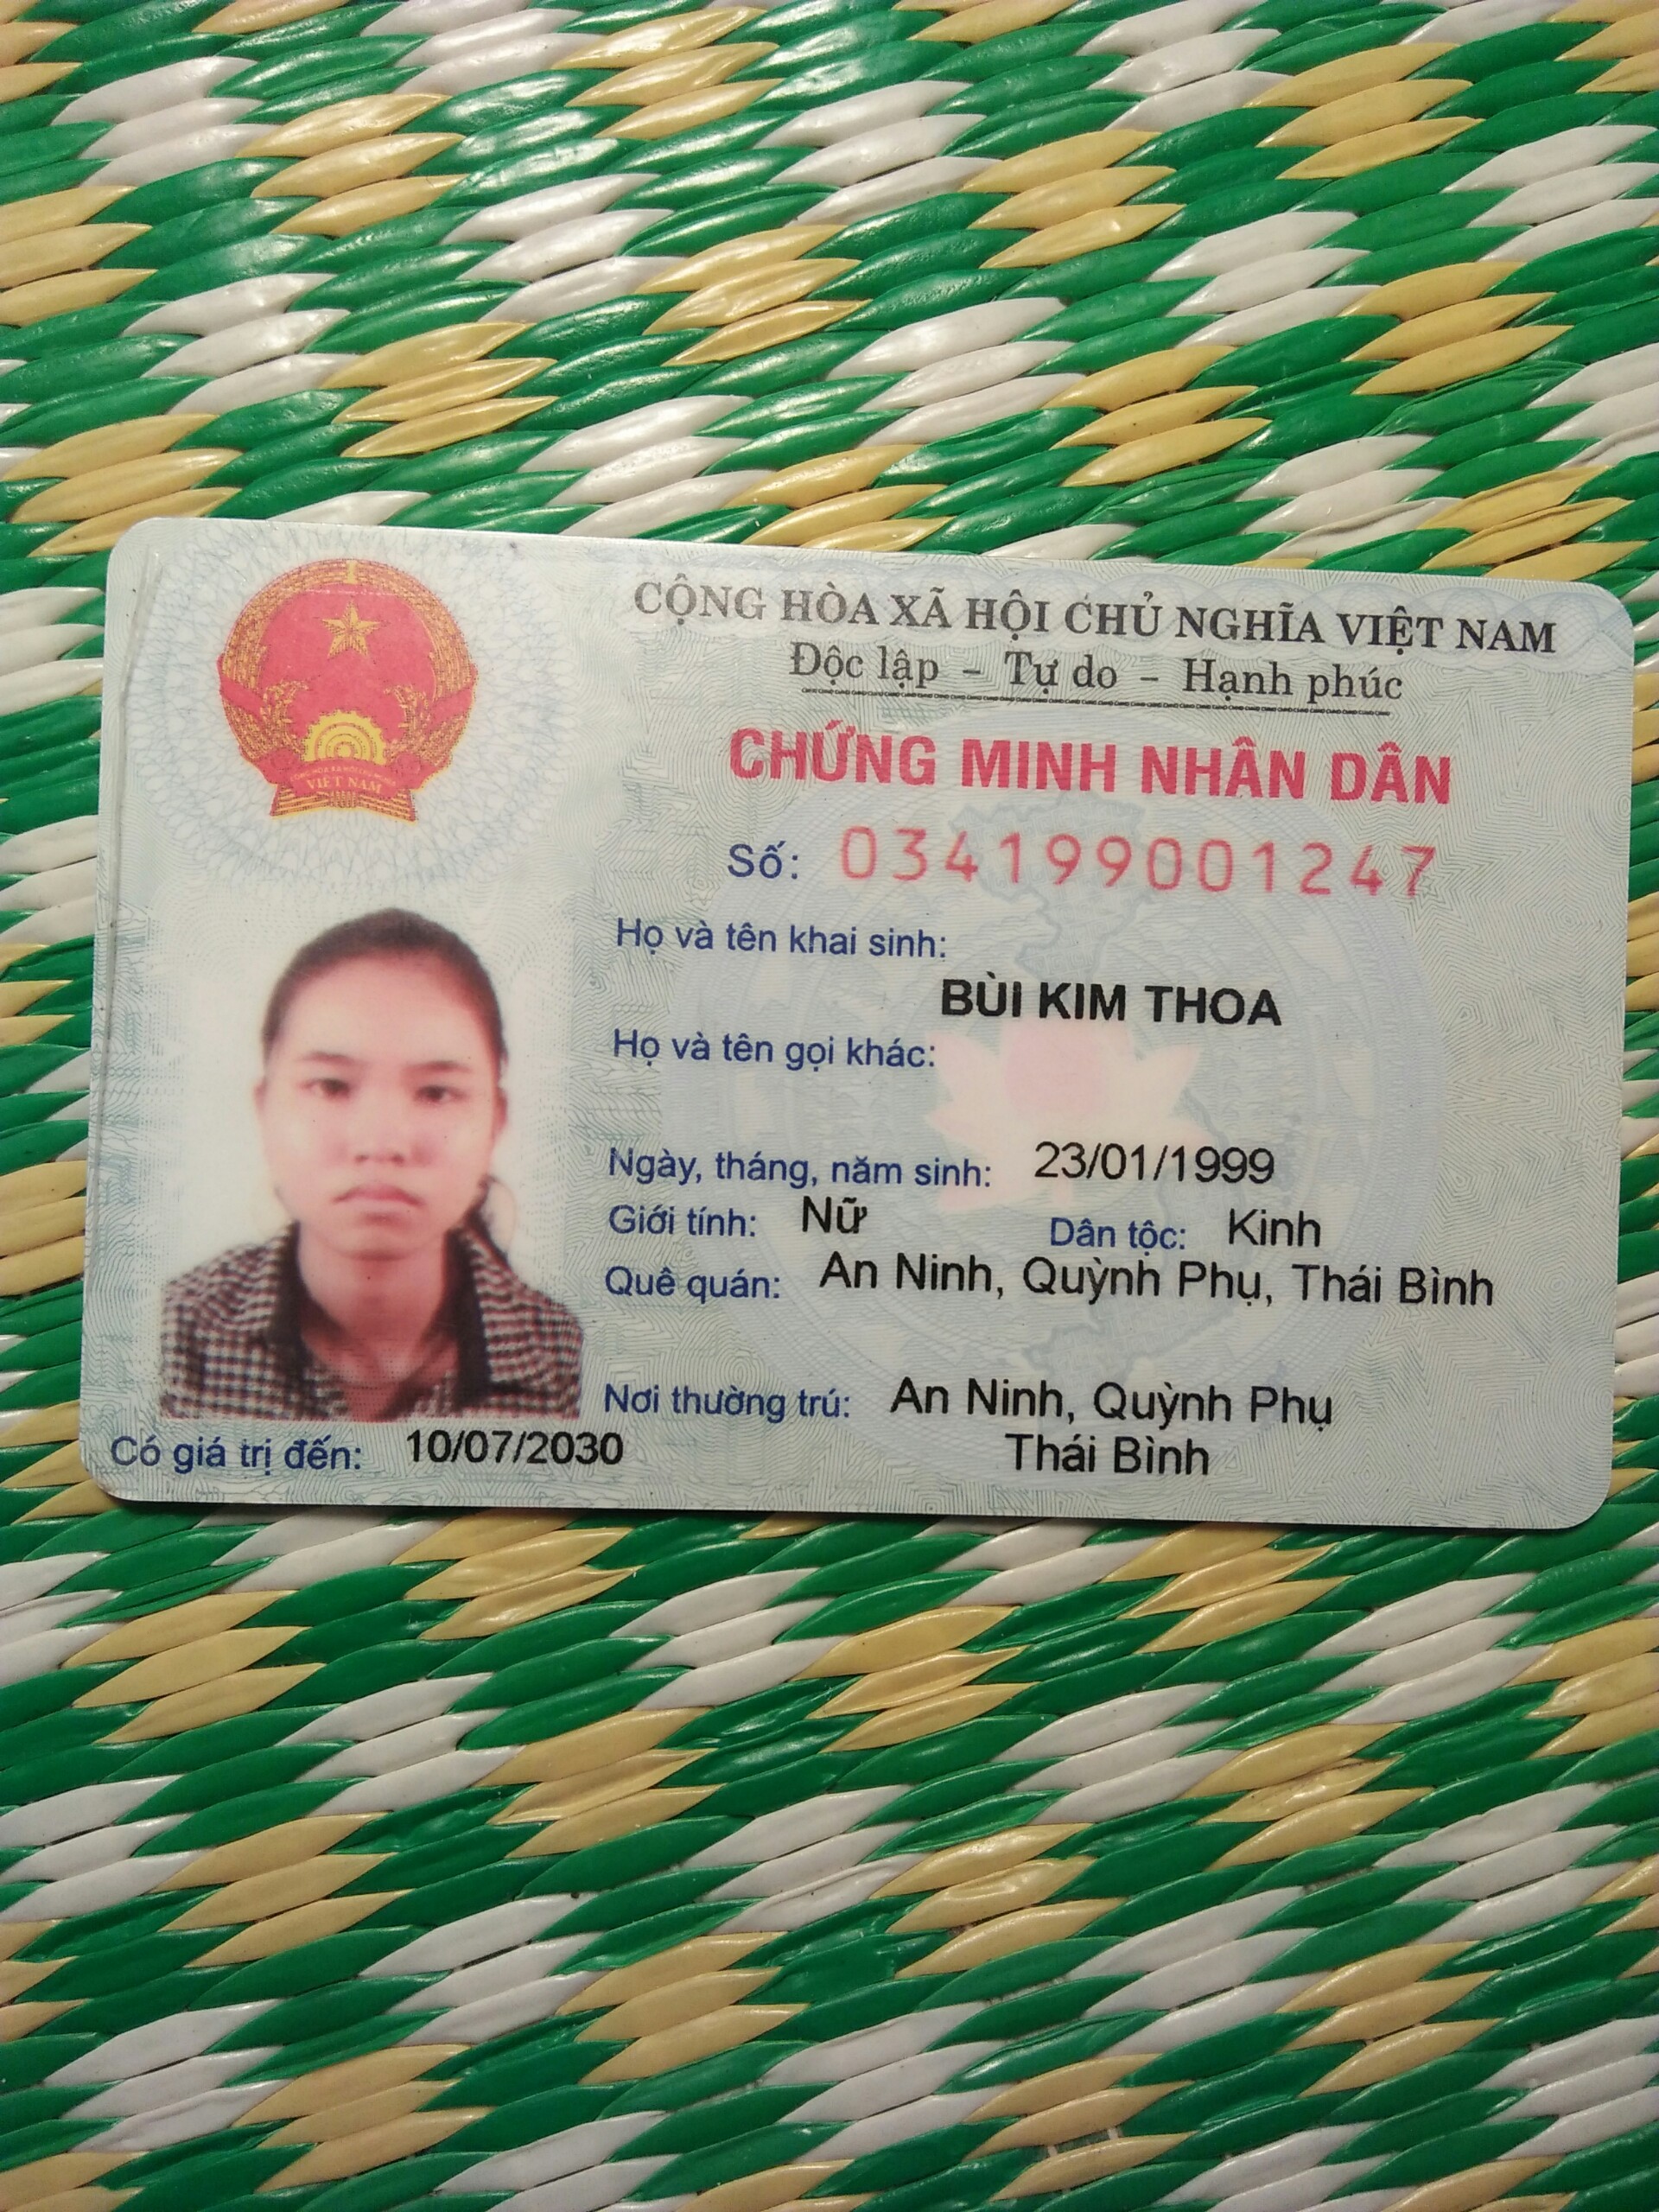 CỘNG HÒA XÃ HỘI CHỦ NGHĨA VIỆT NAM
Độc lập – Tự do – Hạnh phúc
VIỆT NAM
CHỨNG MINH NHÂN DÂN
Số: 034199001247
Họ và tên khai sinh:
BÙI KIM THOA
Họ và tên gọi khác:
Ngày, tháng, năm sinh: 23/01/1999
Giới tính: Nữ Dân tộc: Kinh
Quê quán: An Ninh, Quỳnh Phụ, Thái Bình
Nơi thường trú: An Ninh, Quỳnh Phụ
Thái Bình
Có giá trị đến: 10/07/2030